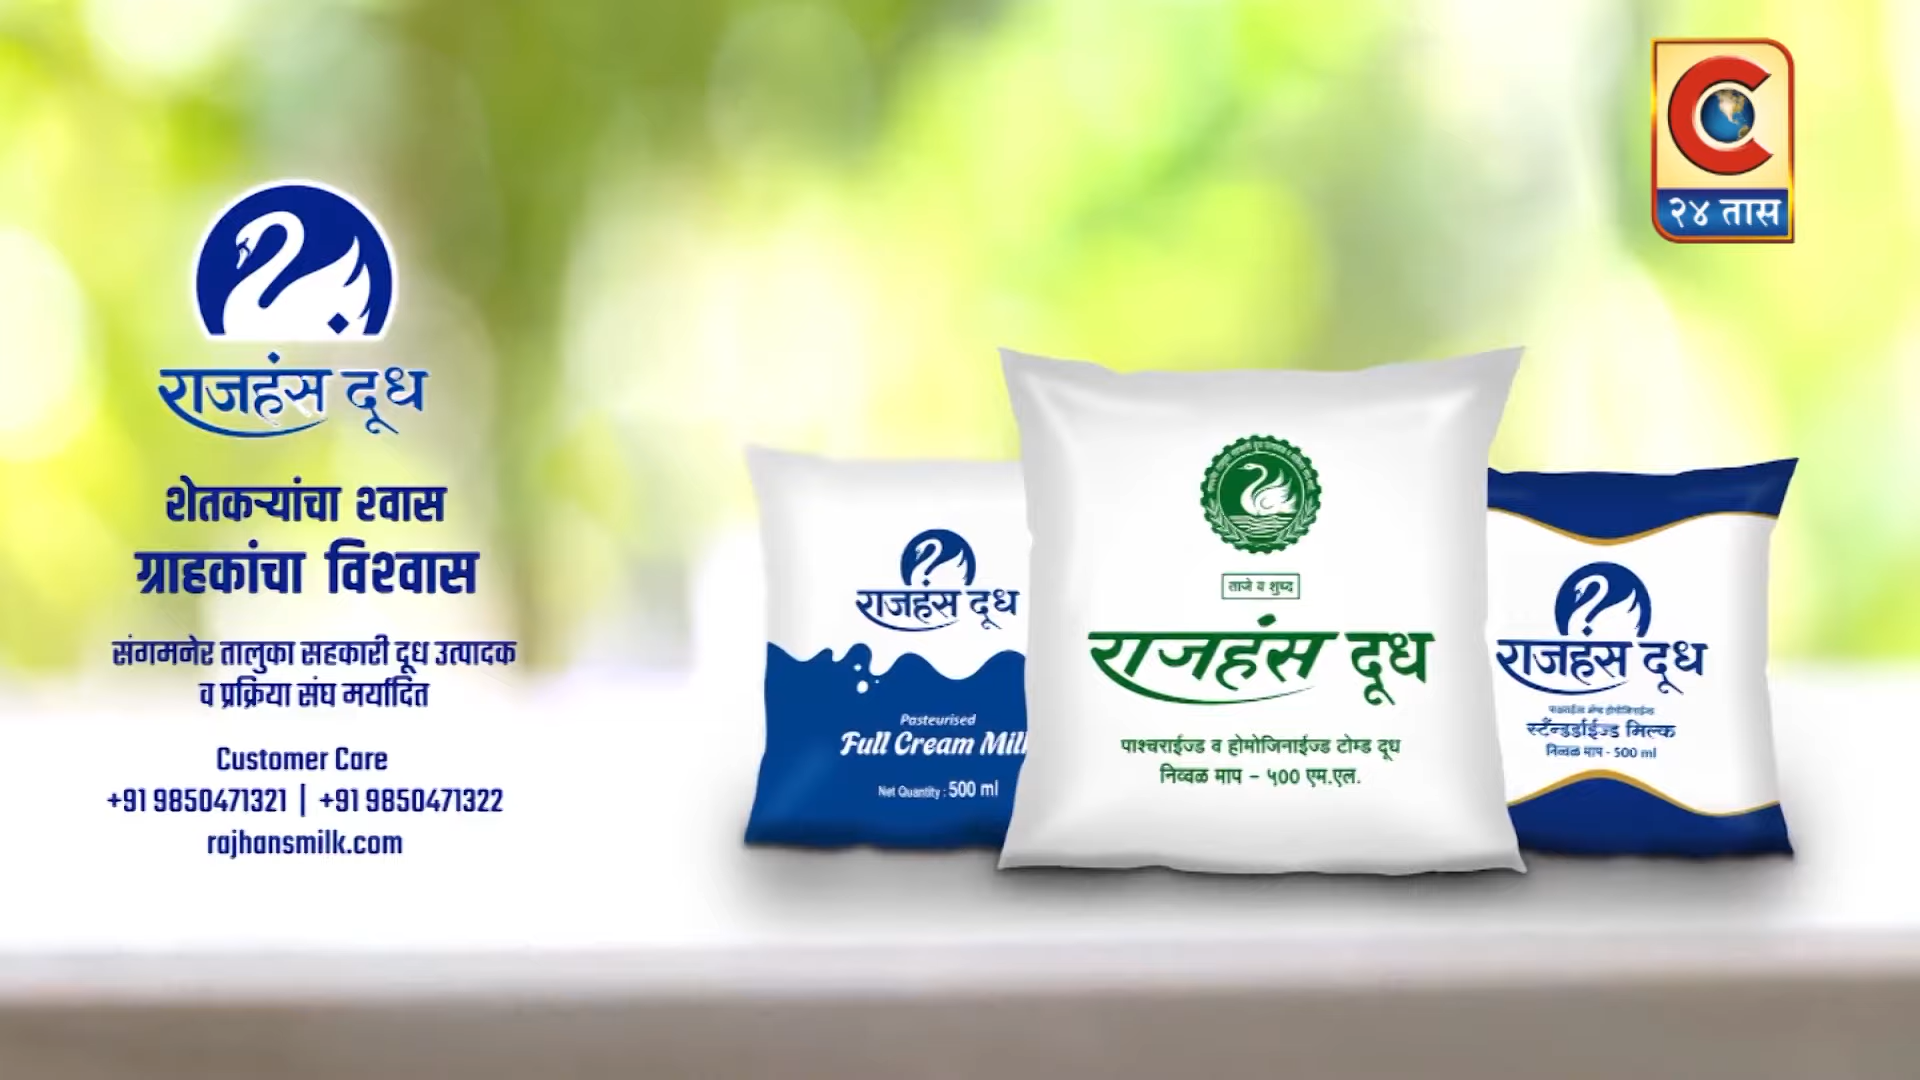 राजहंस दूध
शेतकऱ्यांचा श्वास
ग्राहकांचा विश्वास
संगमनेर तालुका सहकारी दूध उत्पादक
व प्रक्रिया संघ मर्यादित
Customer Care
+91 9850471321 | +91 9850471322
rajhansmilk.com
राजहंस दूध
Pasteurised
Full Cream Mil
Net Quantity : 500 ml
ताजे व शुध्द
राजहंस दूध
पाश्चराईज्ड व होमोजिनाईज्ड टोन्ड दूध
निव्वळ माप - ५00 एम.एल.
राजहंस दूध
स्टॅन्डर्डाईज्ड मिल्क
निव्वळ माप - 500 ml
C
२४ तास